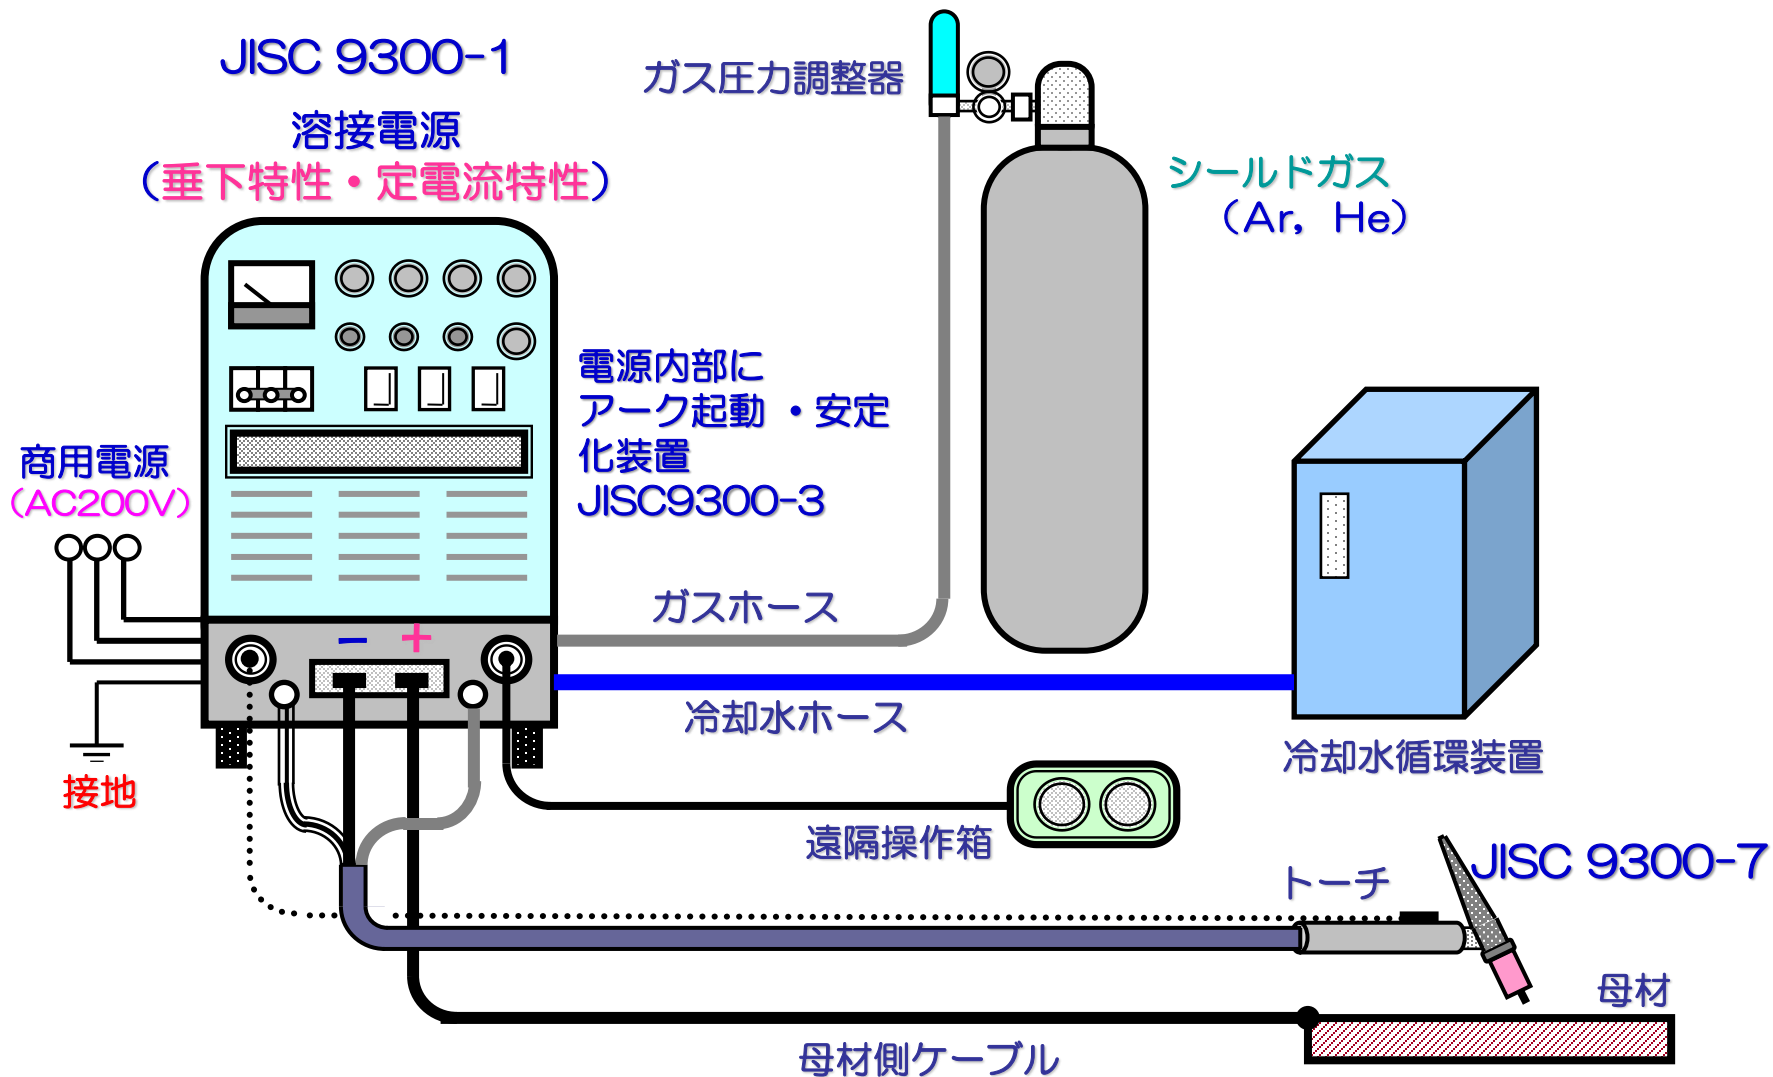 JISC 9300-1
溶接電源
（垂下特性・定電流特性）
ガス圧力調整器
シールドガス
（Ar，He）
電源内部に
アーク起動 ・安定
化装置
JISC9300-3
商用電源
（AC200V）
ガスホース
− +
冷却水ホース
冷却水循環装置
接地
遠隔操作箱
トーチ
JISC 9300-7
母材
母材側ケーブル